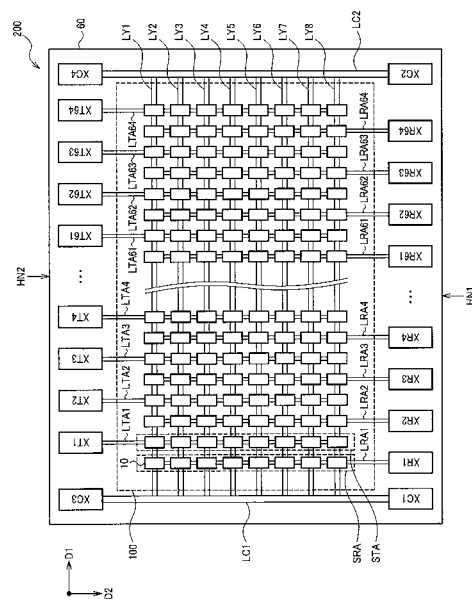 200
60
LY1
LY2
LY3
LY4
LY5
LY6
LY7
LY8
LC2
XC4
XT64
XT63
XT62
XT61
HN2
...
XT4
XT3
XT2
XT1
XC3
LTA64
LTA63
LTA62
LTA61
LTA4
LTA3
LTA2
LTA1
10
100
LRA64
LRA63
LRA62
LRA61
LRA4
LRA3
LRA2
LRA1
XC2
XR64
XR63
XR62
XR61
...
HN1
XR4
XR3
XR2
XR1
XC1
LC1
SRA
STA
D1
D2